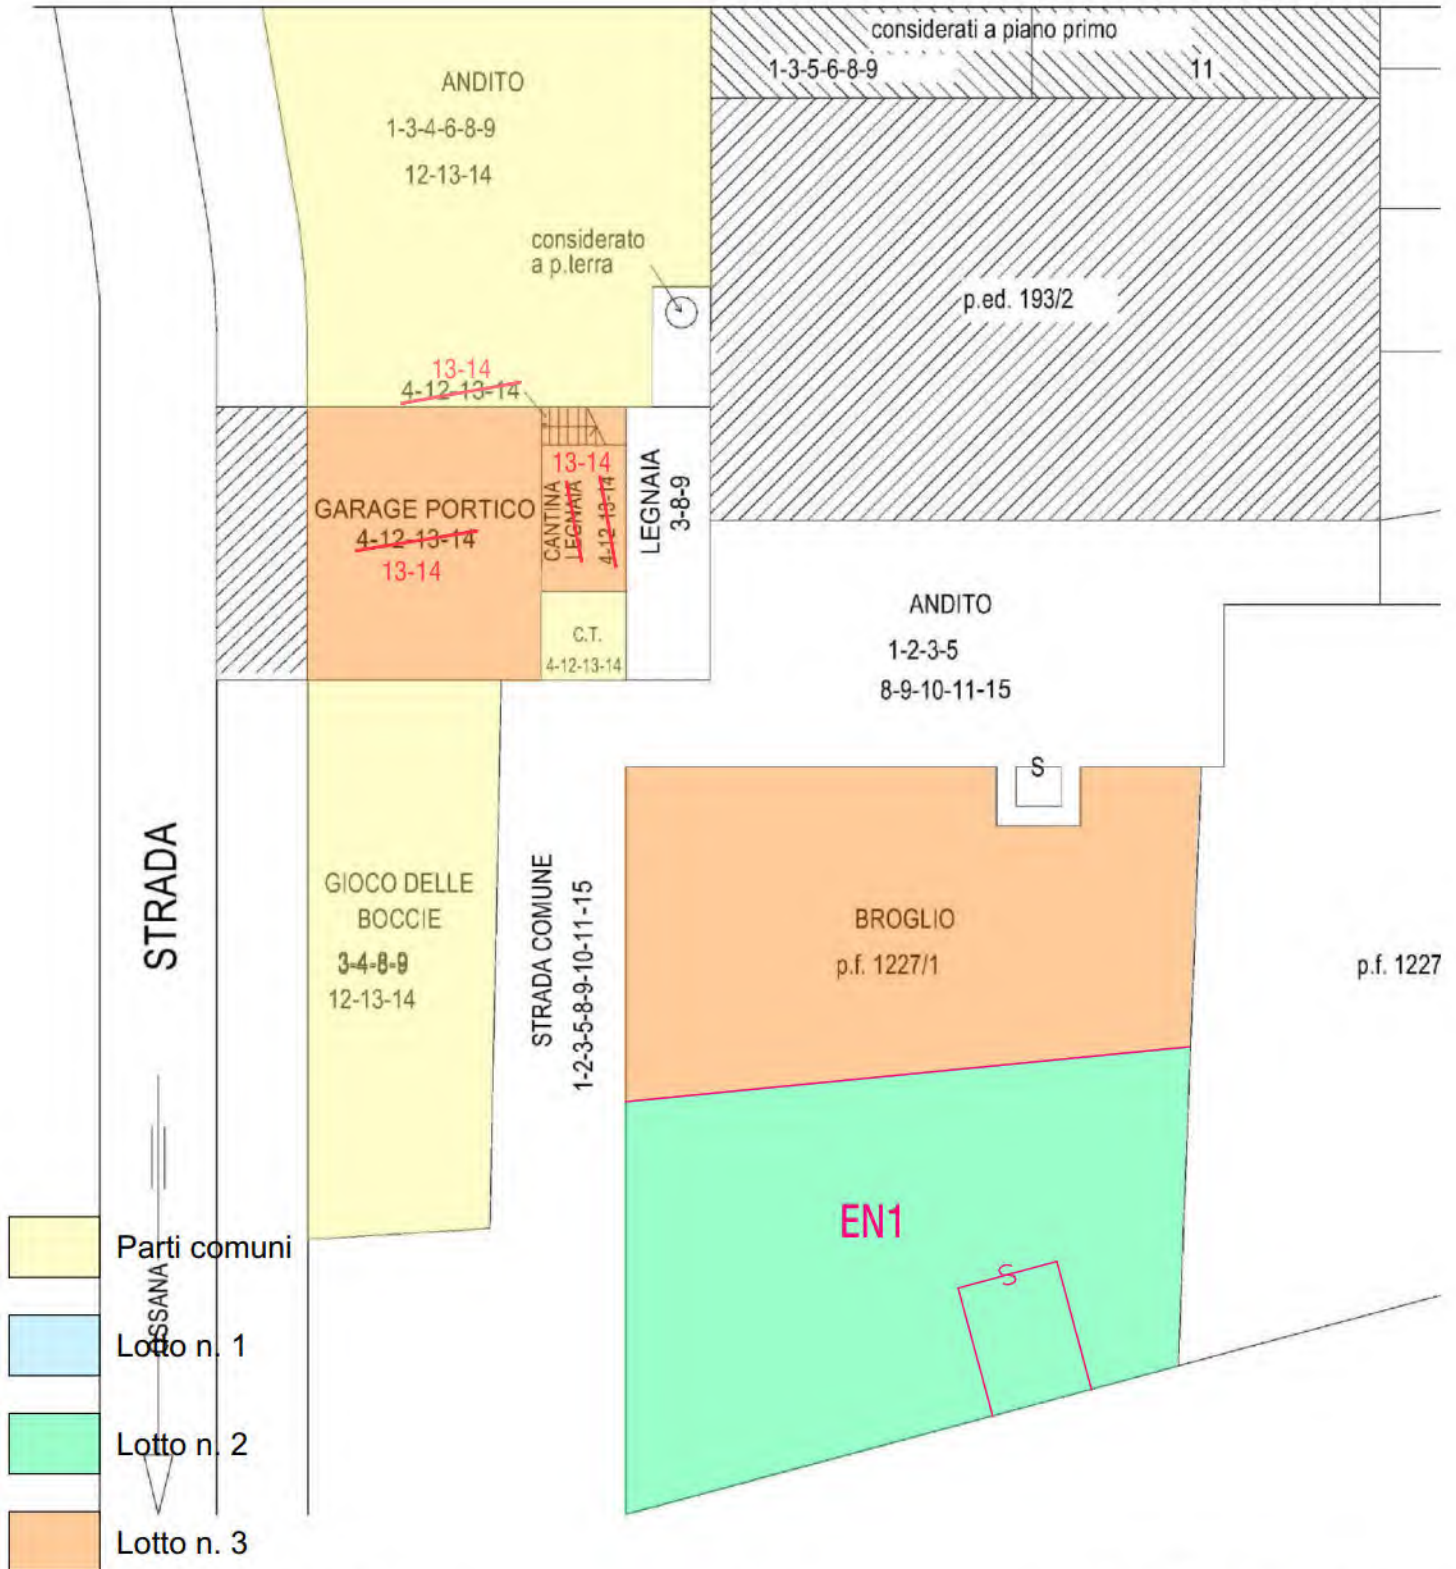 considerati a piano primo
1-3-5-6-8-9
11
ANDITO
1-3-4-6-8-9
12-13-14
considerato
a p.terra
p.ed. 193/2
13-14
4-12-13-14
GARAGE PORTICO
4-12-13-14
13-14
13-14
CANTINA
LEGNAIA
4-12-13-14
LEGNAIA
3-8-9
C.T.
4-12-13-14
ANDITO
1-2-3-5
8-9-10-11-15
S
STRADA
GIOCO DELLE
BOCCIE
3-4-8-9
12-13-14
STRADA COMUNE
1-2-3-5-8-9-10-11-15
BROGLIO
p.f. 1227/1
p.f. 1227
EN1
S
OSSANA
Parti comuni
Lotto n. 1
Lotto n. 2
Lotto n. 3